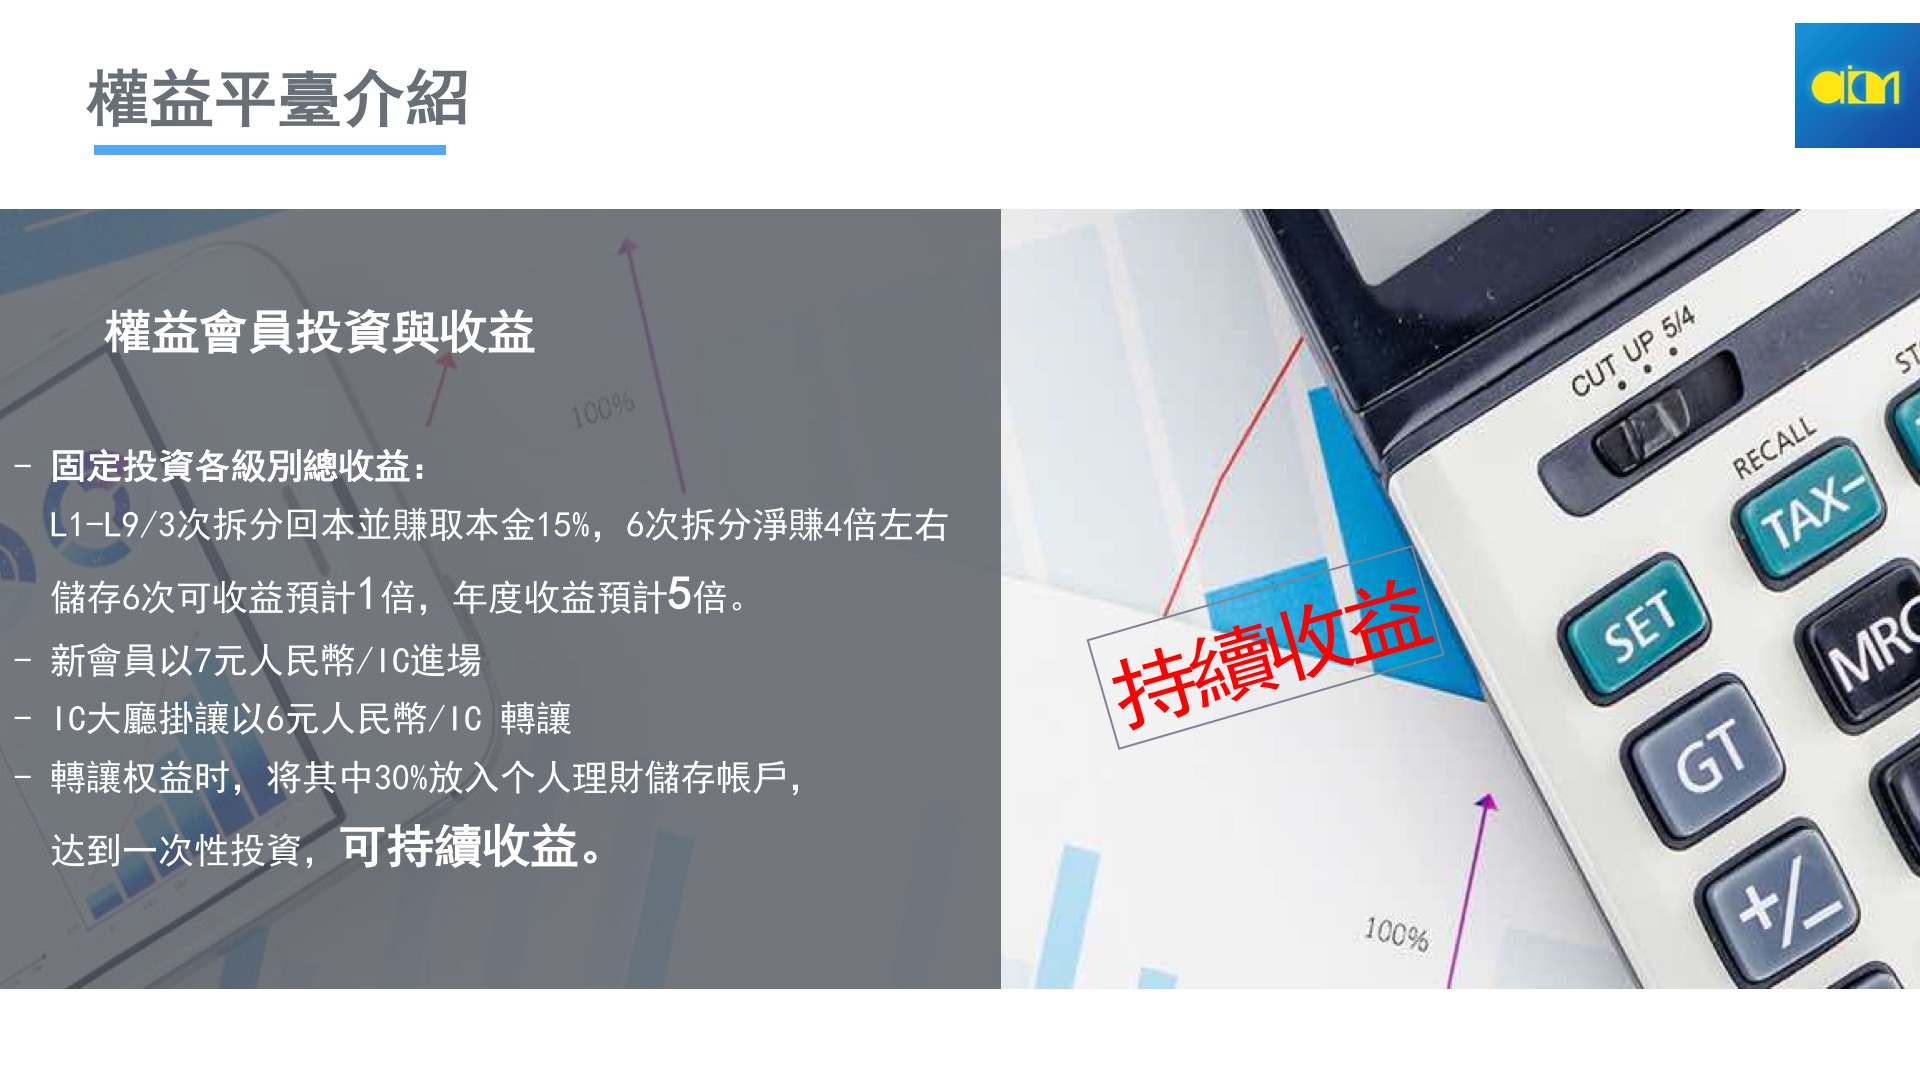 權益平臺介紹
aicm
權益會員投資與收益
100%
- 固定投資各級別總收益：
L1-L9/3次拆分回本並賺取本金15%，6次拆分淨賺4倍左右
儲存6次可收益預計1倍，年度收益預計5倍。
- 新會員以7元人民幣/IC進場
- IC大廳掛讓以6元人民幣/IC 轉讓
- 轉讓权益时，将其中30%放入个人理財儲存帳戶，
达到一次性投資，可持續收益。
持續收益
CUT UP 5/4
RECALL
TAX-
SET
MRC
GT
+/-
100%